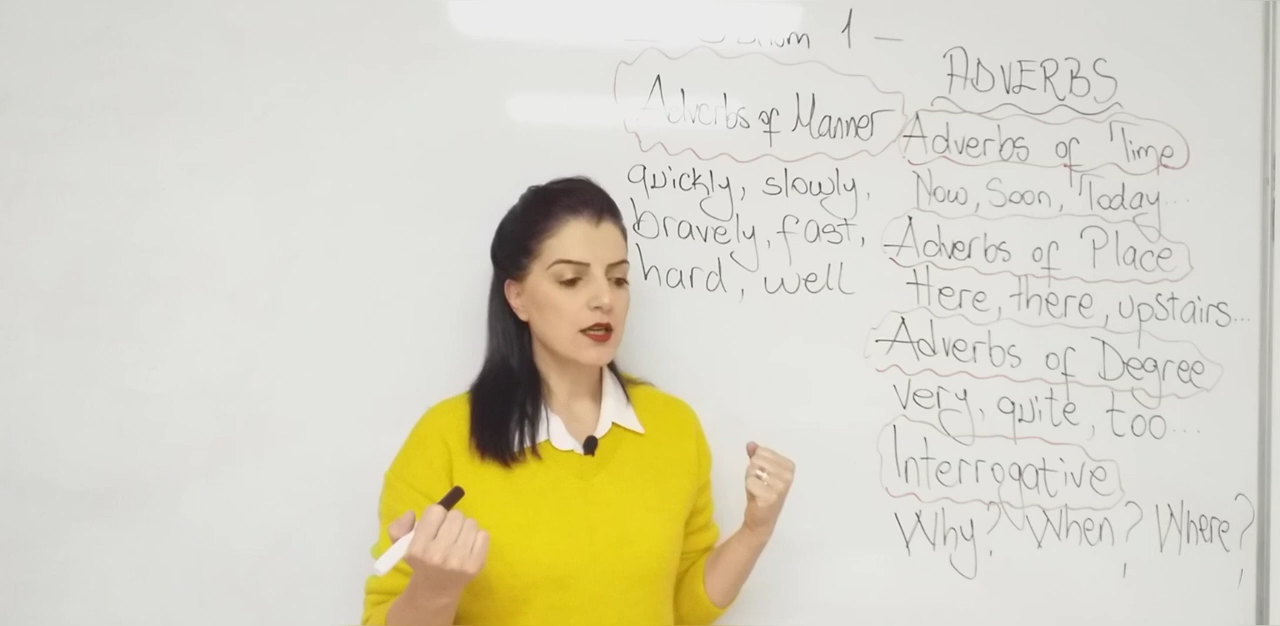 1 -
Adverbs of Manner
quickly, slowly,
bravely, fast,
hard, well
ADVERBS
Adverbs of Time
Now, Soon, Today...
Adverbs of Place
Here, there, upstairs...
Adverbs of Degree
very, quite, too...
Interrogative
Why? When? Where?